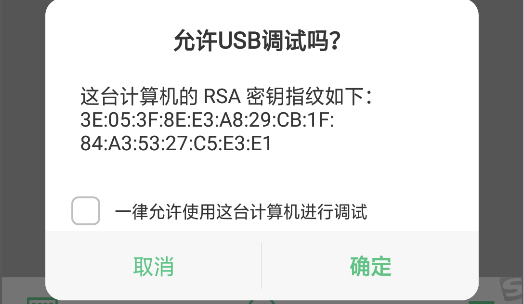 允许USB调试吗?
这台计算机的 RSA 密钥指纹如下：
3E:05:3F:8E:E3:A8:29:CB:1F:
84:A3:53:27:C5:E3:E1
一律允许使用这台计算机进行调试
取消
确定